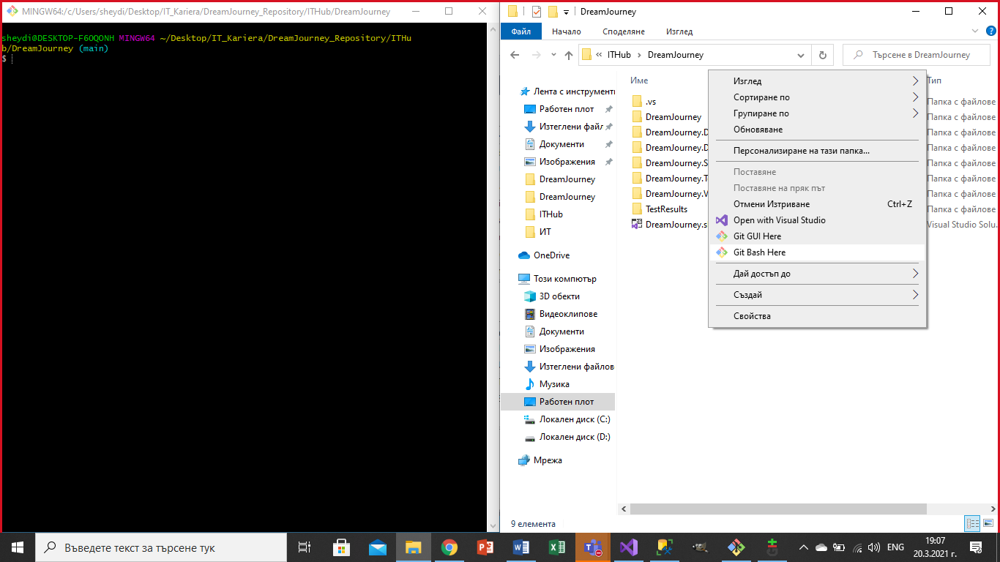 MINGW64:/c/Users/sheydi/Desktop/IT_Kariera/DreamJourney_Repository/ITHub/DreamJourney
sheydi@DESKTOP-F6OQONH MINGW64 ~/Desktop/IT_Kariera/DreamJourney_Repository/ITHu
b/DreamJourney (main)
$
DreamJourney
Файл Начало Споделяне Изглед
« ITHub › DreamJourney
Търсене в DreamJourney
Лента с инструменти
Работен плот
Изтеглени файл
Документи
Изображения
DreamJourney
DreamJourney
ITHub
ИТ
OneDrive
Този компютър
3D обекти
Видеоклипове
Документи
Изображения
Изтеглени файлов
Музика
Работен плот
Локален диск (C:)
Локален диск (D:)
Мрежа
Име Тип
.vs Папка с файлове
DreamJourney Папка с файлове
DreamJourney.D Папка с файлове
DreamJourney.D Папка с файлове
DreamJourney.S Папка с файлове
DreamJourney.T Папка с файлове
DreamJourney.V Папка с файлове
TestResults Папка с файлове
DreamJourney.s Visual Studio Solu.
Изглед
Сортиране по
Групиране по
Обновяване
Персонализиране на тази папка...
Поставяне
Поставяне на пряк път
Отмени Изтриване Ctrl+Z
Open with Visual Studio
Git GUI Here
Git Bash Here
Дай достъп до
Създай
Свойства
9 елемента
Въведете текст за търсене тук
ENG
19:07
20.3.2021 г.